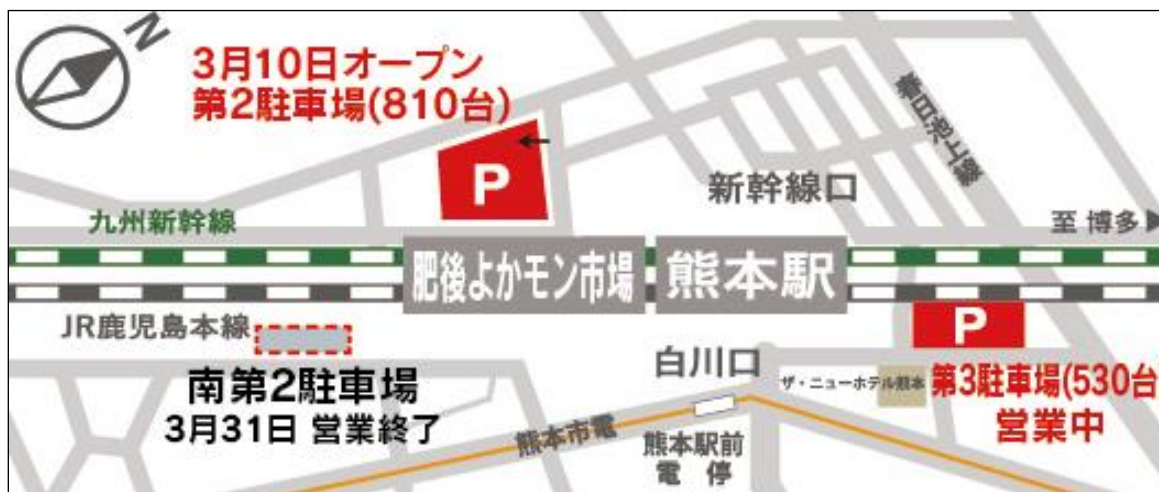 N
3月10日オープン
第2駐車場(810台)
P
新幹線口
春日池上線
九州新幹線
至 博多▶
肥後よかモン市場
熊本駅
JR鹿児島本線
P
南第2駐車場
3月31日 営業終了
白川口
ザ・ニューホテル熊本
第3駐車場(530台
営業中
熊本市電
熊本駅前
電 停